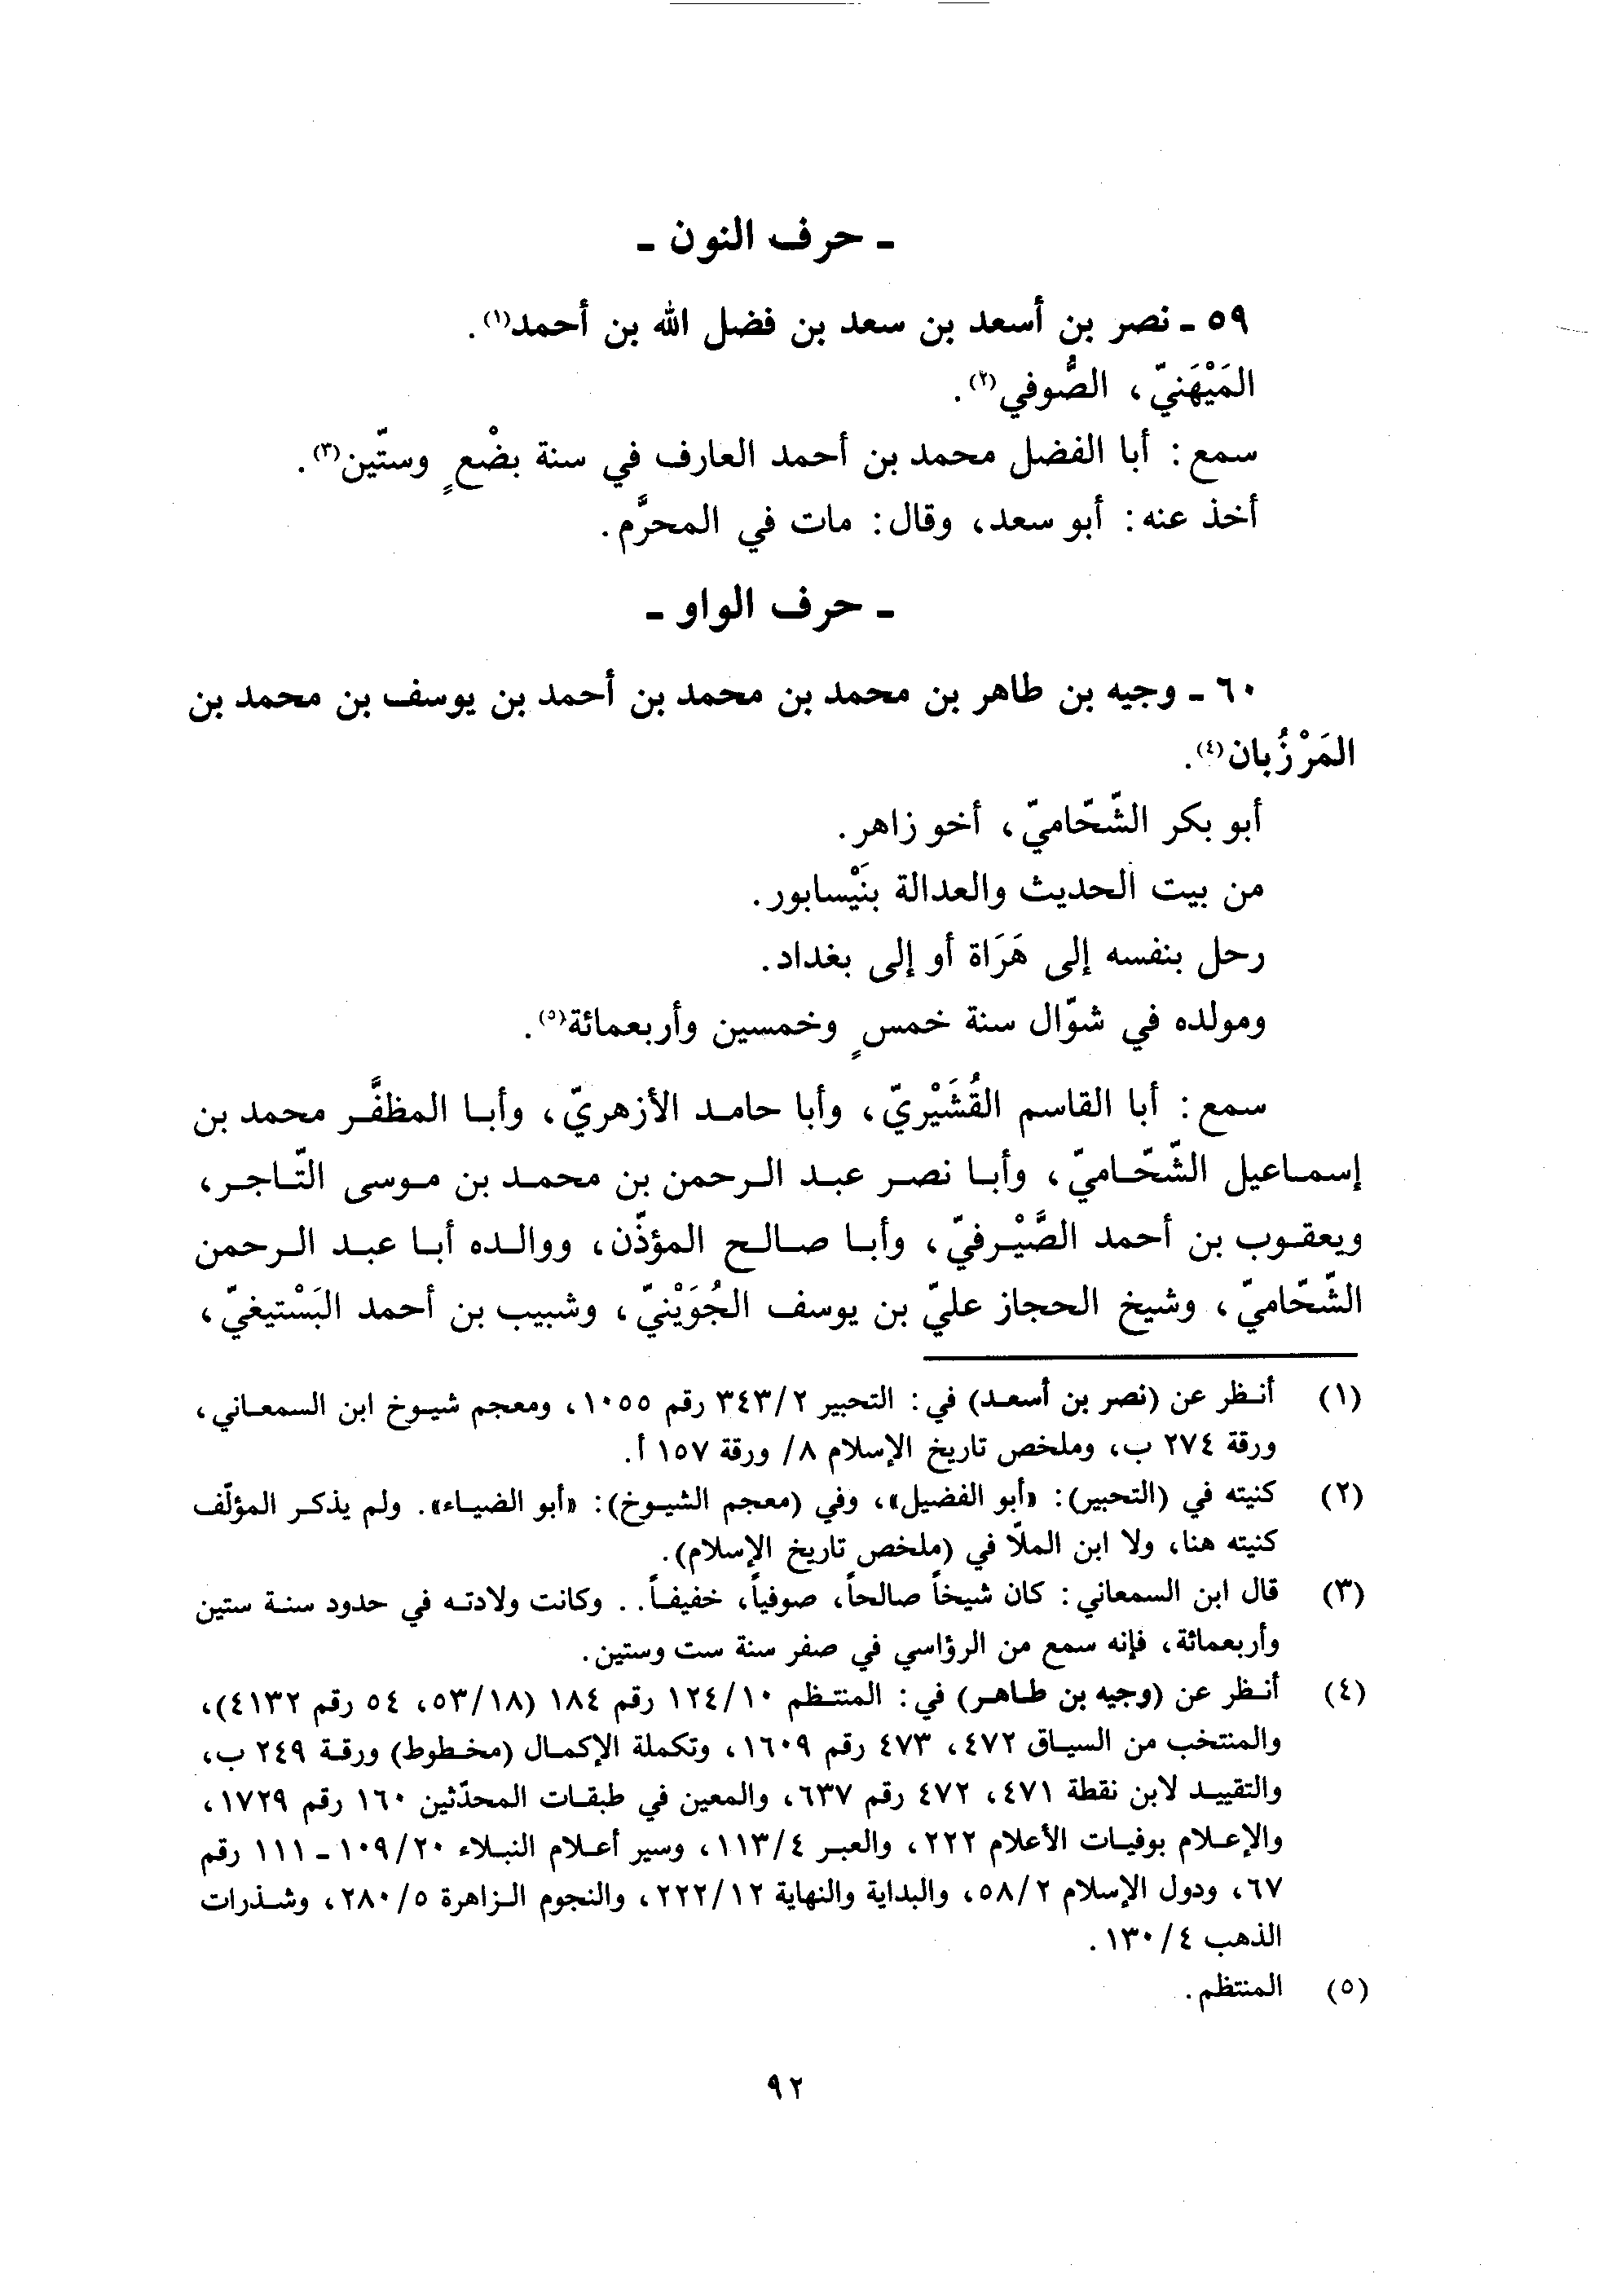 ـ حرف النون ـ
٥٩ ـ نصر بن أسعد بن سعد بن فضل الله بن أحمد(١).
المَيْهَنيّ، الصُّوفي(٢).
سمع: أبا الفضل محمد بن أحمد العارف في سنة بضْعٍ وستّين(٣).
أخذ عنه: أبو سعد، وقال: مات في المحرَّم.
ـ حرف الواو ـ
٦٠ ـ وجيه بن طاهر بن محمد بن محمد بن أحمد بن يوسف بن محمد بن
المَرْزُبان(٤).
أبو بكر الشّحّاميّ، أخو زاهر.
من بيت الحديث والعدالة بنَيْسابور.
رحل بنفسه إلى هَرَاة أو إلى بغداد.
ومولده في شوّال سنة خمسٍ وخمسين وأربعمائة(٥).
سمع: أبا القاسم القُشَيْريّ، وأبا حامد الأزهريّ، وأبا المظفَّر محمد بن
إسماعيل الشّحّاميّ، وأبا نصر عبد الرحمن بن محمد بن موسى التّاجر،
ويعقوب بن أحمد الصَّيْرفيّ، وأبا صالح المؤذّن، ووالده أبا عبد الرحمن
الشّحّاميّ، وشيخ الحجاز عليّ بن يوسف الجُوَيْنيّ، وشبيب بن أحمد البَسْتيغيّ،
(١) أنظر عن (نصر بن أسعد) في: التحبير ٣٤٣/٢ رقم ١٠٥٥، ومعجم شيوخ ابن السمعاني،
ورقة ٢٧٤ ب، وملخص تاريخ الإسلام ٨/ ورقة ١٥٧ أ.
(٢) كنيته في (التحبير): «أبو الفضيل»، وفي (معجم الشيوخ): «أبو الضياء». ولم يذكر المؤلّف
كنيته هنا، ولا ابن الملّا في (ملخص تاريخ الإسلام).
(٣) قال ابن السمعاني: كان شيخاً صالحاً، صوفياً، خفيفاً.. وكانت ولادته في حدود سنة ستين
وأربعمائة، فإنه سمع من الرؤاسي في صفر سنة ست وستين.
(٤) أنظر عن (وجيه بن طاهر) في: المنتظم ١٢٤/١٠ رقم ١٨٤ (٥٣/١٨، ٥٤ رقم ٤١٣٢)،
والمنتخب من السياق ٤٧٢، ٤٧٣ رقم ١٦٠٩، وتكملة الإكمال (مخطوط) ورقة ٢٤٩ ب،
والتقييد لابن نقطة ٤٧١، ٤٧٢ رقم ٦٣٧، والمعين في طبقات المحدّثين ١٦٠ رقم ١٧٢٩،
والإعلام بوفيات الأعلام ٢٢٢، والعبر ١١٣/٤، وسير أعلام النبلاء ١٠٩/٢٠ ـ ١١١ رقم
٦٧، ودول الإسلام ٥٨/٢، والبداية والنهاية ٢٢٢/١٢، والنجوم الزاهرة ٢٨٠/٥، وشذرات
الذهب ١٣٠/٤.
(٥) المنتظم.
٩٢